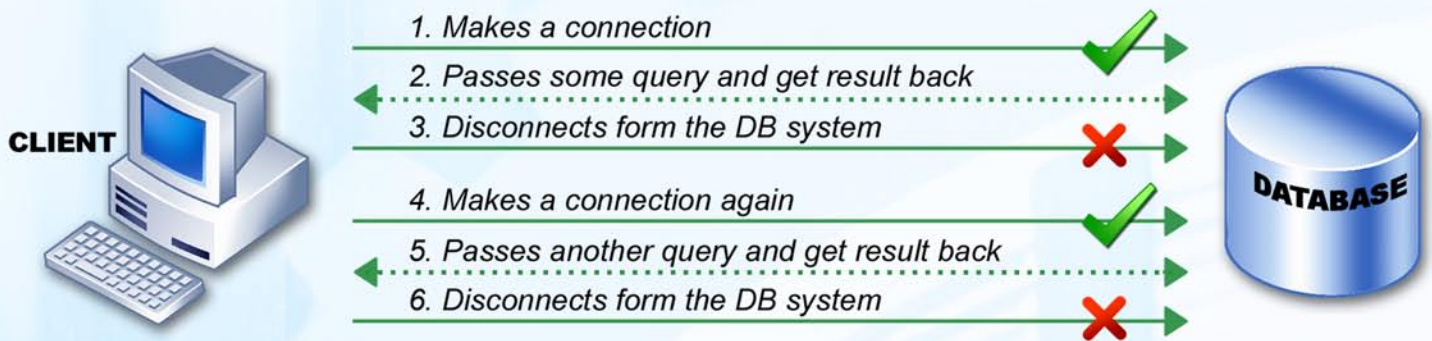 1. Makes a connection
2. Passes some query and get result back
3. Disconnects form the DB system
CLIENT
4. Makes a connection again
DATABASE
5. Passes another query and get result back
6. Disconnects form the DB system